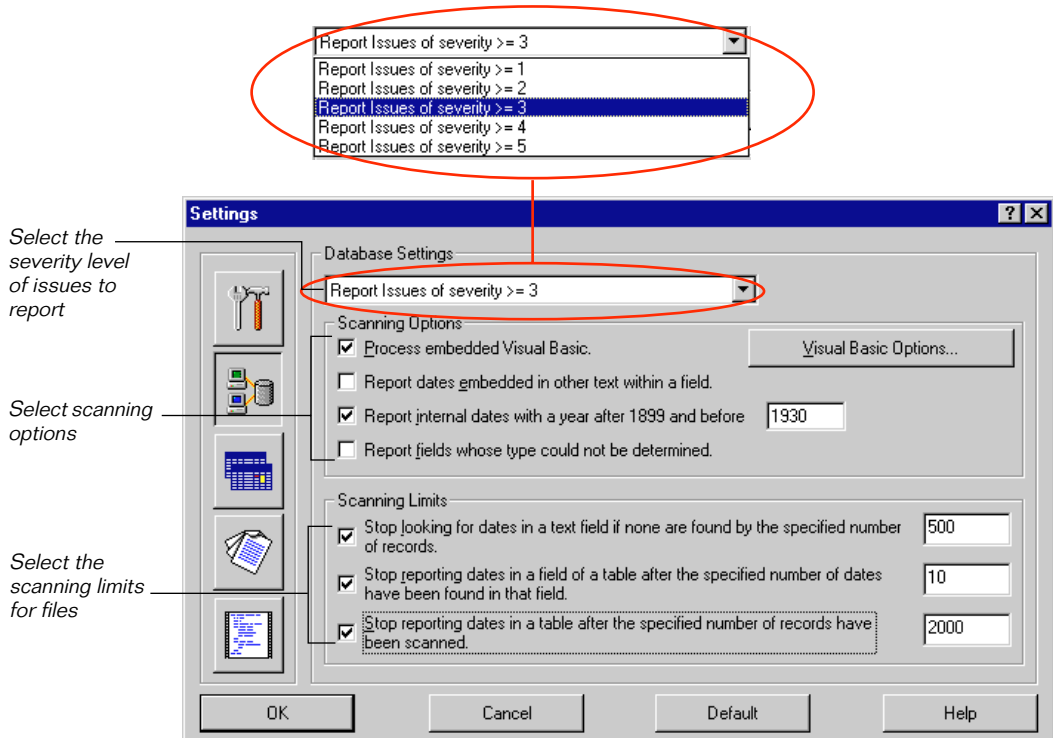 Report Issues of severity >= 3
Report Issues of severity >= 1
Report Issues of severity >= 2
Report Issues of severity >= 3
Report Issues of severity >= 4
Report Issues of severity >= 5
Settings
Select the
severity level
of issues to
report
Database Settings
Report Issues of severity >= 3
Scanning Options
Process embedded Visual Basic.
Visual Basic Options...
Report dates embedded in other text within a field.
Select scanning
options
Report internal dates with a year after 1899 and before
1930
Report fields whose type could not be determined.
Scanning Limits
Stop looking for dates in a text field if none are found by the specified number
of records.
500
Select the
scanning limits
for files
Stop reporting dates in a field of a table after the specified number of dates
have been found in that field.
10
Stop reporting dates in a table after the specified number of records have
been scanned.
2000
OK
Cancel
Default
Help